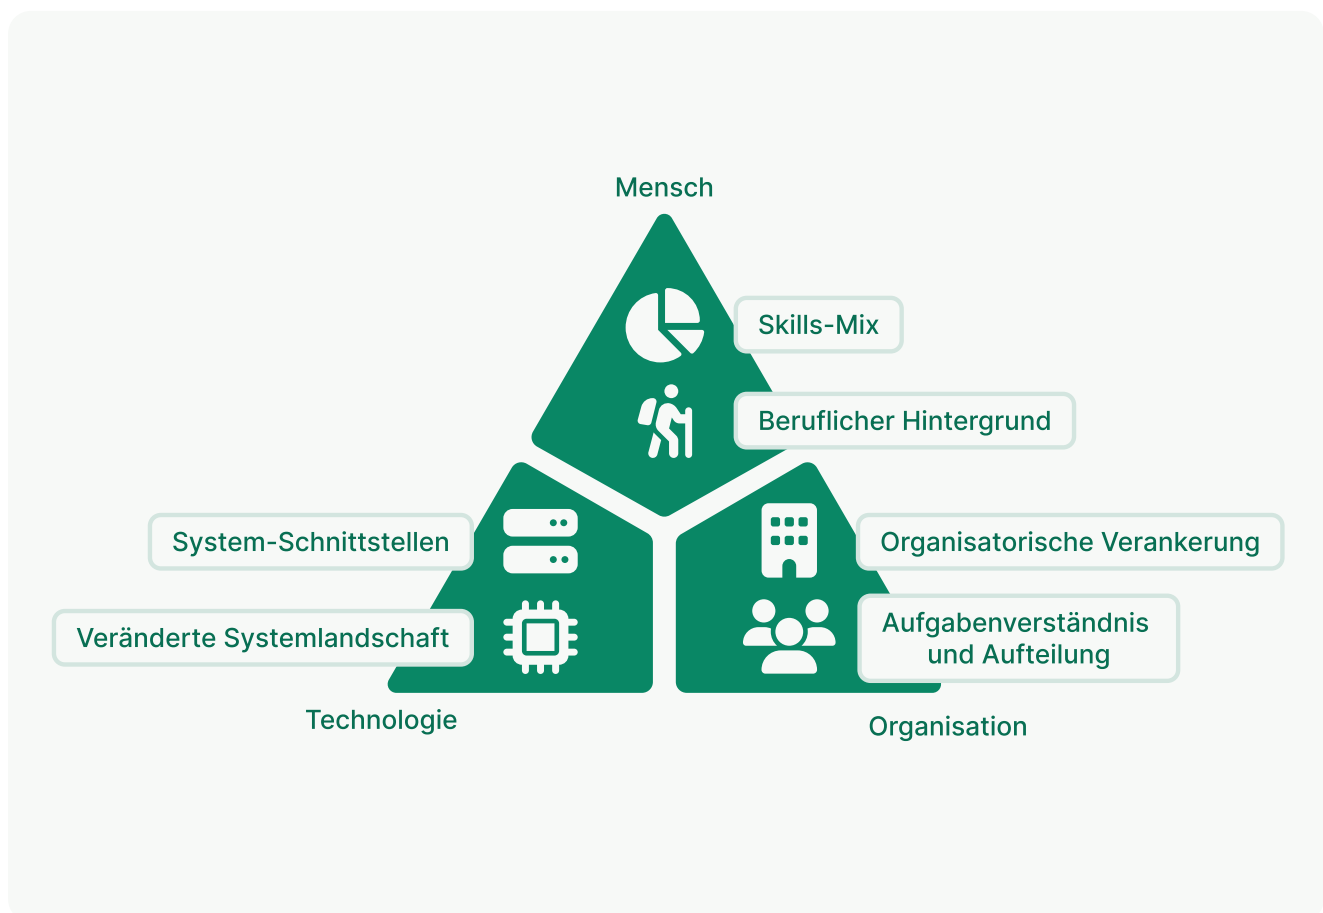 Mensch
Skills-Mix
Beruflicher Hintergrund
System-Schnittstellen
Organisatorische Verankerung
Veränderte Systemlandschaft
Aufgabenverständnis
und Aufteilung
Technologie
Organisation